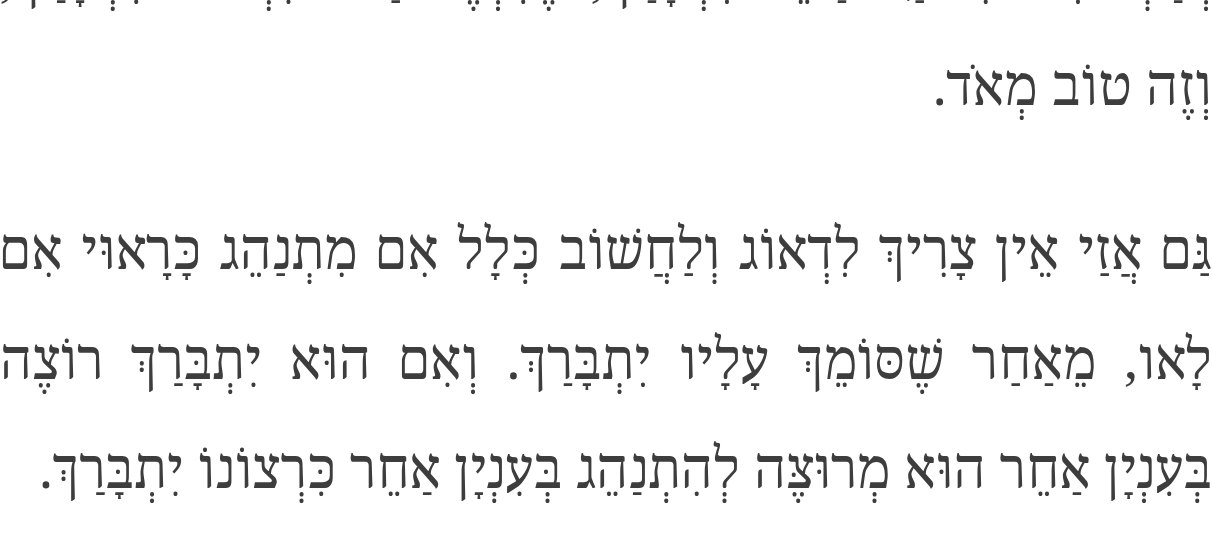 וְזֶה טוֹב מְאֹד.
גַּם אֲזַי אֵין צָרִיךְ לִדְאוֹג וְלַחֲשׁוֹב כְּלָל אִם מִתְנַהֵג כָּרָאוּי אִם
לָאו, מֵאַחַר שֶׁסּוֹמֵךְ עָלָיו יִתְבָּרַךְ. וְאִם הוּא יִתְבָּרַךְ רוֹצֶה
בְּעִנְיָן אַחֵר הוּא מְרוּצֶּה לְהִתְנַהֵג בְּעִנְיָן אַחֵר כִּרְצוֹנוֹ יִתְבָּרַךְ.